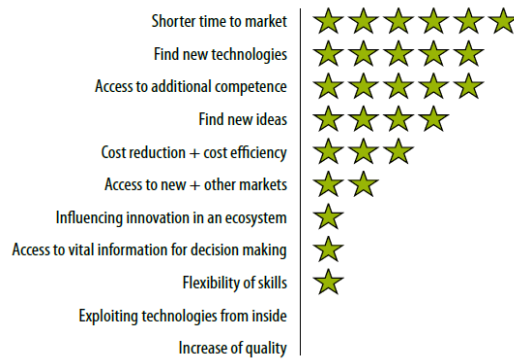 Shorter time to market
Find new technologies
Access to additional competence
Find new ideas
Cost reduction + cost efficiency
Access to new + other markets
Influencing innovation in an ecosystem
Access to vital information for decision making
Flexibility of skills
Exploiting technologies from inside
Increase of quality